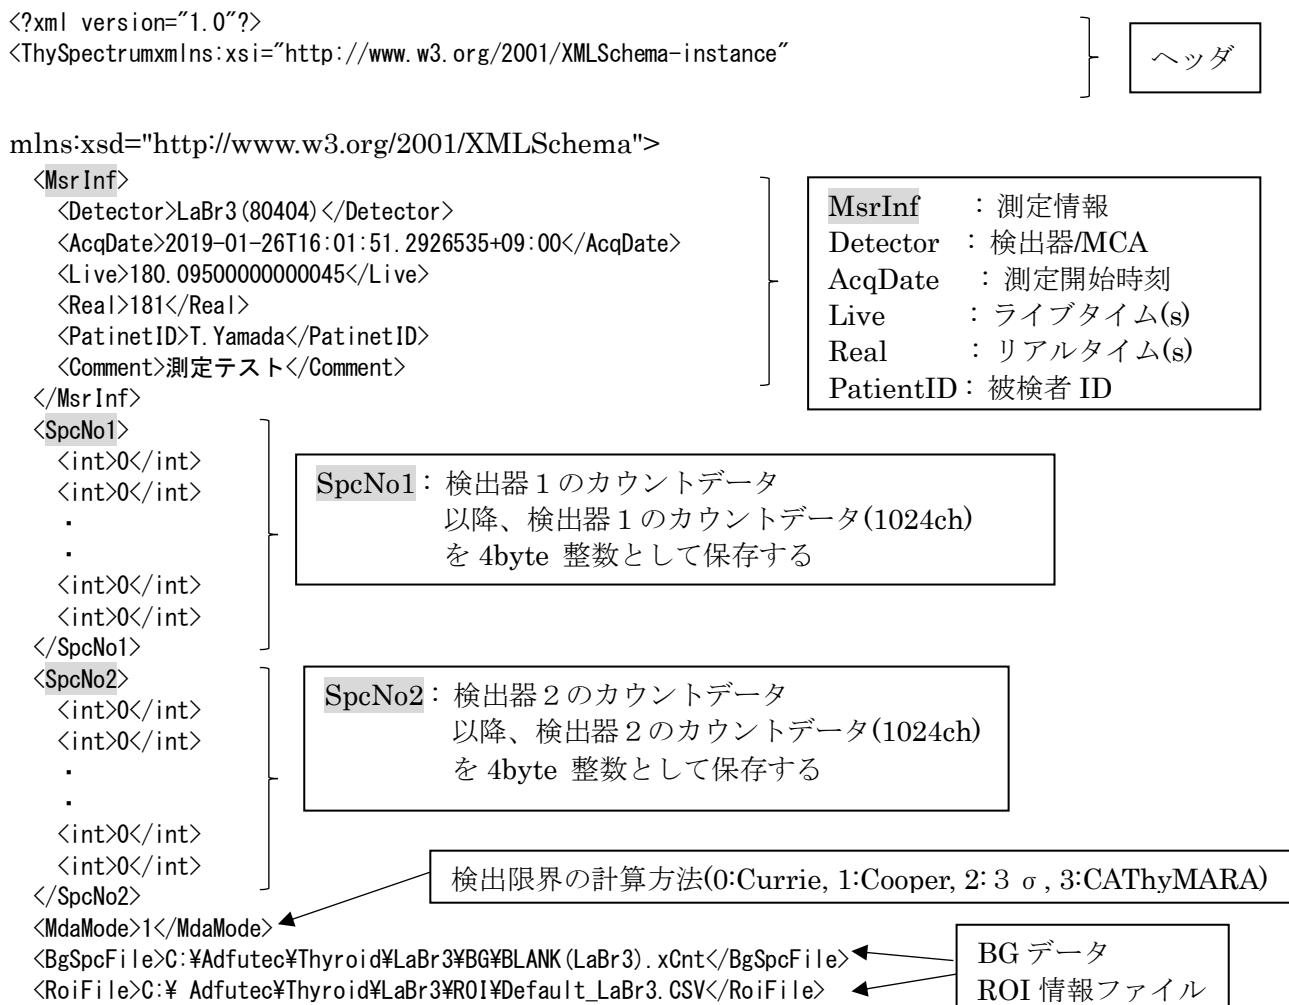 <?xml version="1.0"?>
<ThySpectrumxmlns:xsi="http://www.w3.org/2001/XMLSchema-instance"
ヘッダ
mlns:xsd="http://www.w3.org/2001/XMLSchema">
<MsrInf>
<Detector>LaBr3(80404)</Detector>
<AcqDate>2019-01-26T16:01:51.2926535+09:00</AcqDate>
<Live>180.09500000000045</Live>
<Real>181</Real>
<PatinetID>T.Yamada</PatinetID>
<Comment>測定テスト</Comment>
</MsrInf>
MsrInf ：測定情報
Detector ：検出器/MCA
AcqDate ：測定開始時刻
Live ：ライブタイム(s)
Real ：リアルタイム(s)
PatientID：被検者 ID
<SpcNo1>
<int>0</int>
<int>0</int>
・
・
<int>0</int>
<int>0</int>
</SpcNo1>
SpcNo1：検出器１のカウントデータ
以降、検出器１のカウントデータ(1024ch)
を 4byte 整数として保存する
<SpcNo2>
<int>0</int>
<int>0</int>
・
・
<int>0</int>
<int>0</int>
</SpcNo2>
SpcNo2：検出器２のカウントデータ
以降、検出器２のカウントデータ(1024ch)
を 4byte 整数として保存する
検出限界の計算方法(0:Currie, 1:Cooper, 2:３σ, 3:CAThyMARA)
<MdaMode>1</MdaMode>
<BgSpcFile>C:¥Adfutec¥Thyroid¥LaBr3¥BG¥BLANK(LaBr3).xCnt</BgSpcFile>
<RoiFile>C:¥ Adfutec¥Thyroid¥LaBr3¥ROI¥Default_LaBr3.CSV</RoiFile>
BG データ
ROI 情報ファイル